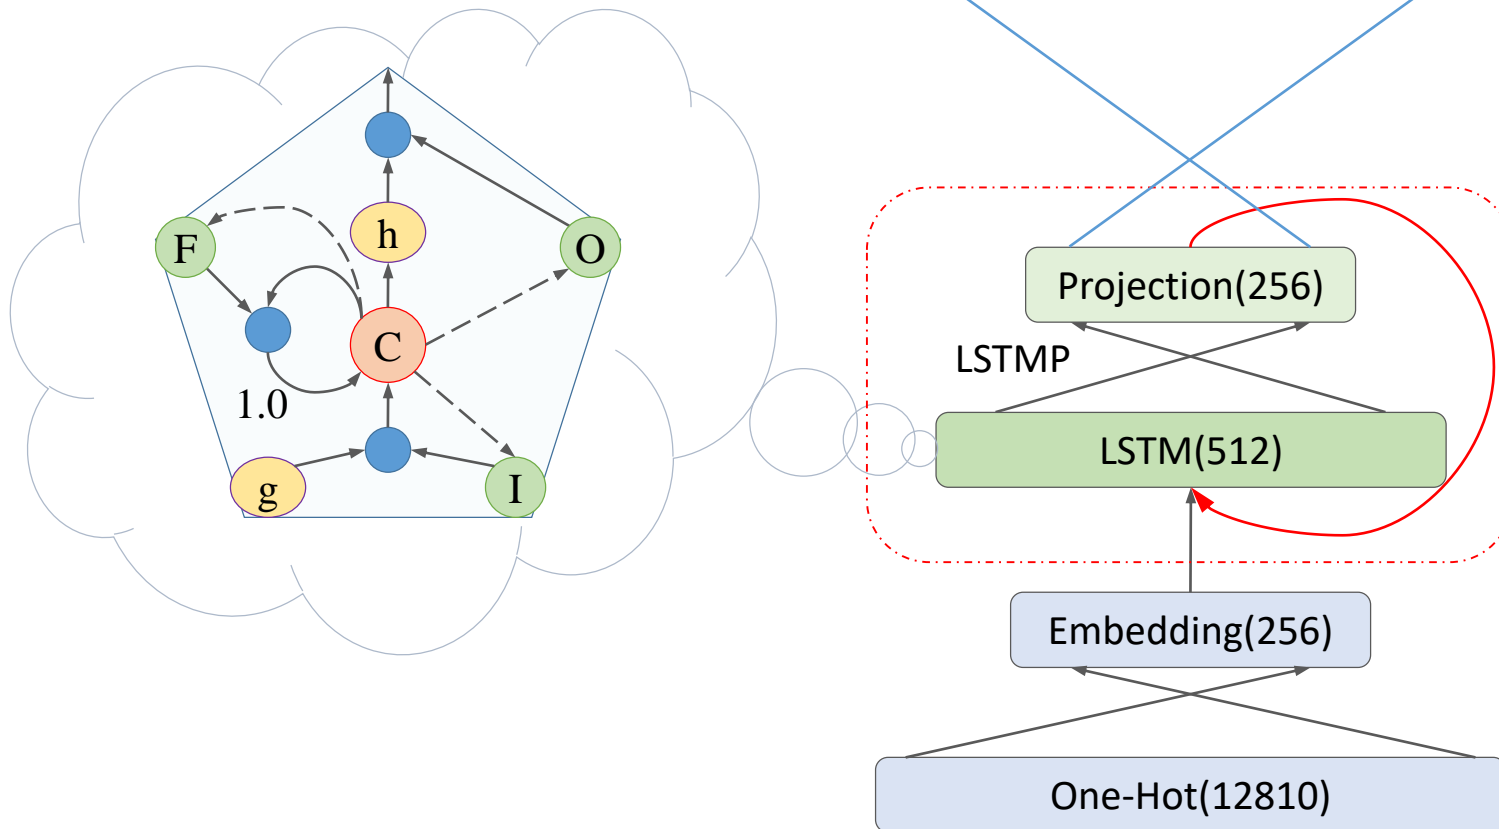 h
F
O
C
1.0
g
I
Projection(256)
LSTMP
LSTM(512)
Embedding(256)
One-Hot(12810)